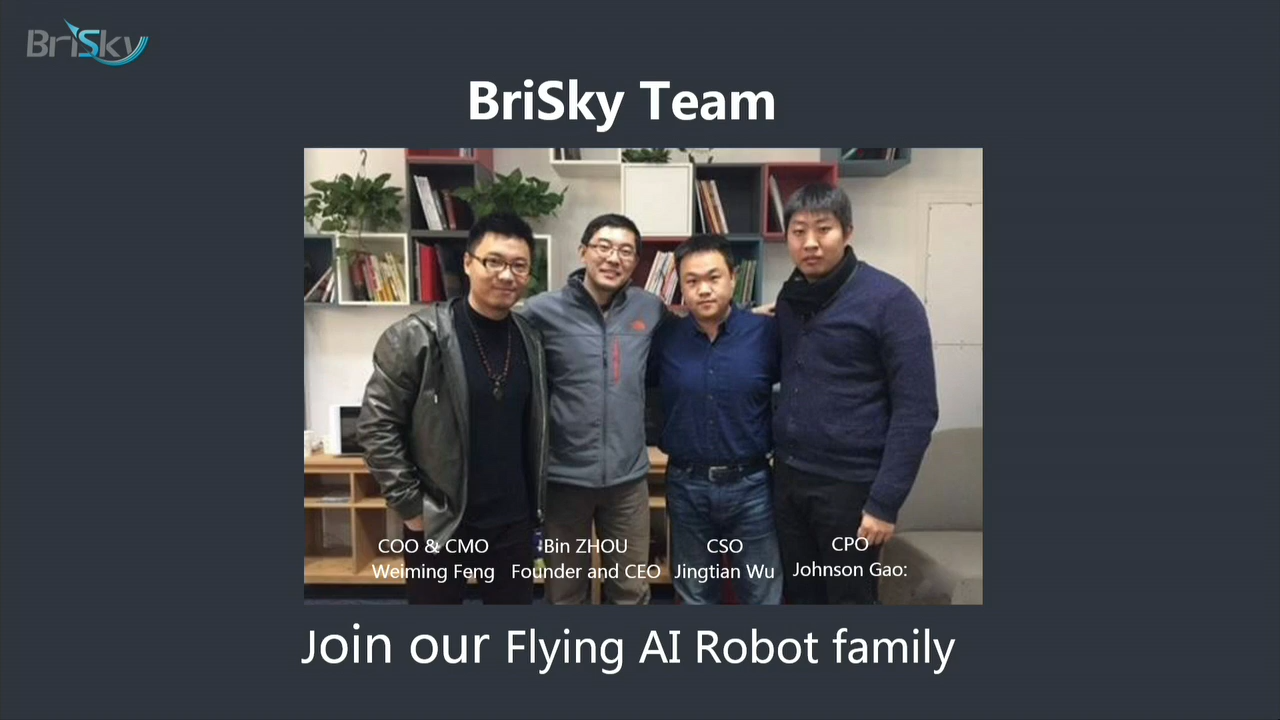 BriSky
BriSky Team
COO & CMO
Weiming Feng
Bin ZHOU
Founder and CEO
CSO
Jingtian Wu
CPO
Johnson Gao:
Join our Flying AI Robot family